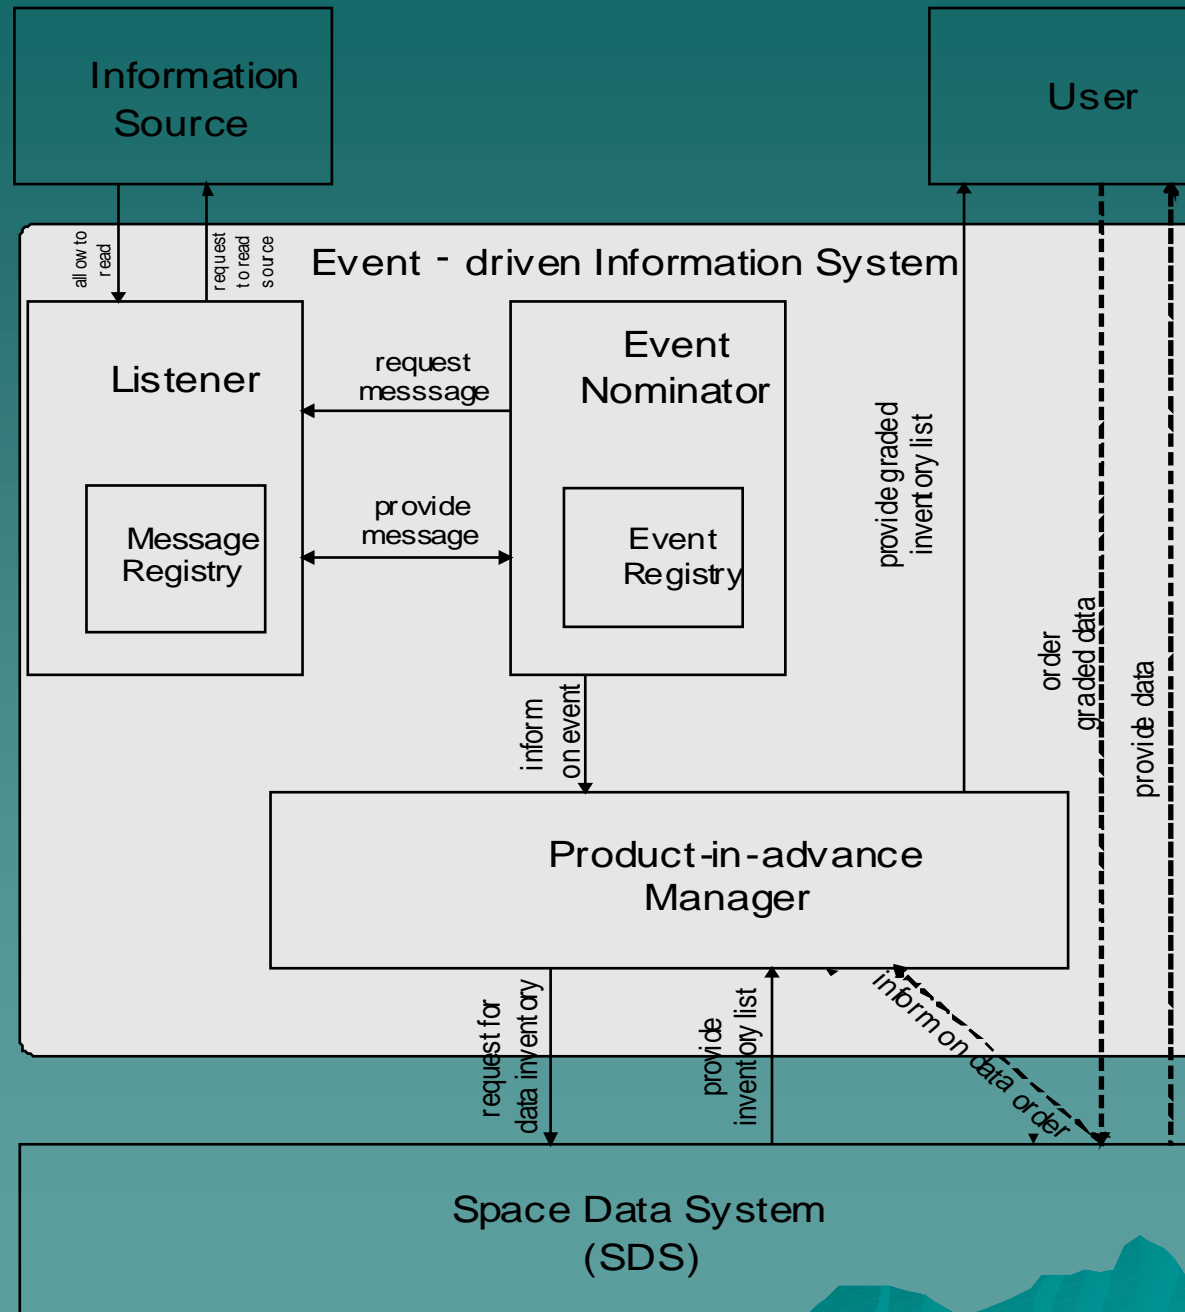 Information
Source
User
allow to
read
request
to read
source
Event - driven Information System
Listener
request
messsage
Event
Nominator
provide
message
Message
Registry
Event
Registry
provide graded
inventory list
order
graded data
provide data
inform
on event
Product-in-advance
Manager
request for
data inventory
provide
inventory list
inform on data order
Space Data System
(SDS)